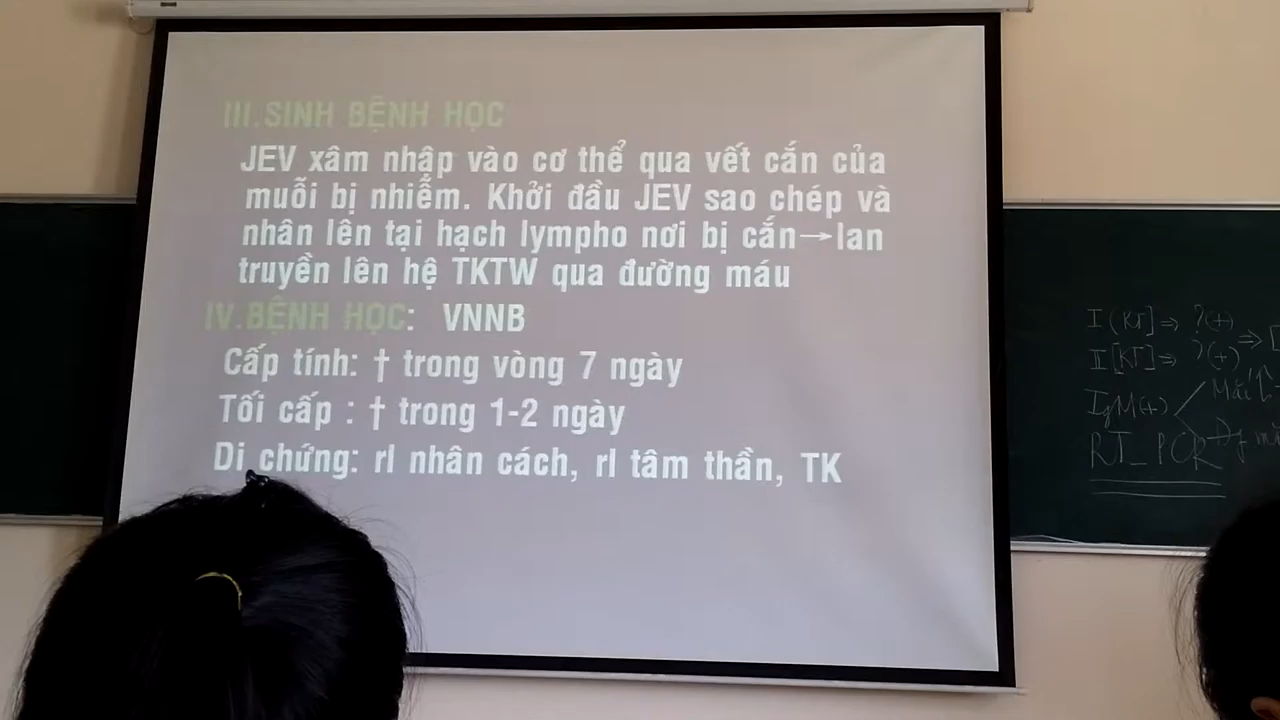 III.SINH BỆNH HỌC
JEV xâm nhập vào cơ thể qua vết cắn của
muỗi bị nhiễm. Khởi đầu JEV sao chép và
nhân lên tại hạch lympho nơi bị cắn→lan
truyền lên hệ TKTW qua đường máu
IV.BỆNH HỌC: VNNB
Cấp tính: † trong vòng 7 ngày
Tối cấp : † trong 1-2 ngày
Di chứng: rl nhân cách, rl tâm thần, TK
I [KT] ⇒ ?(+)
II [KT] ⇒ ?(+)
IgM(+)
RT_PCR